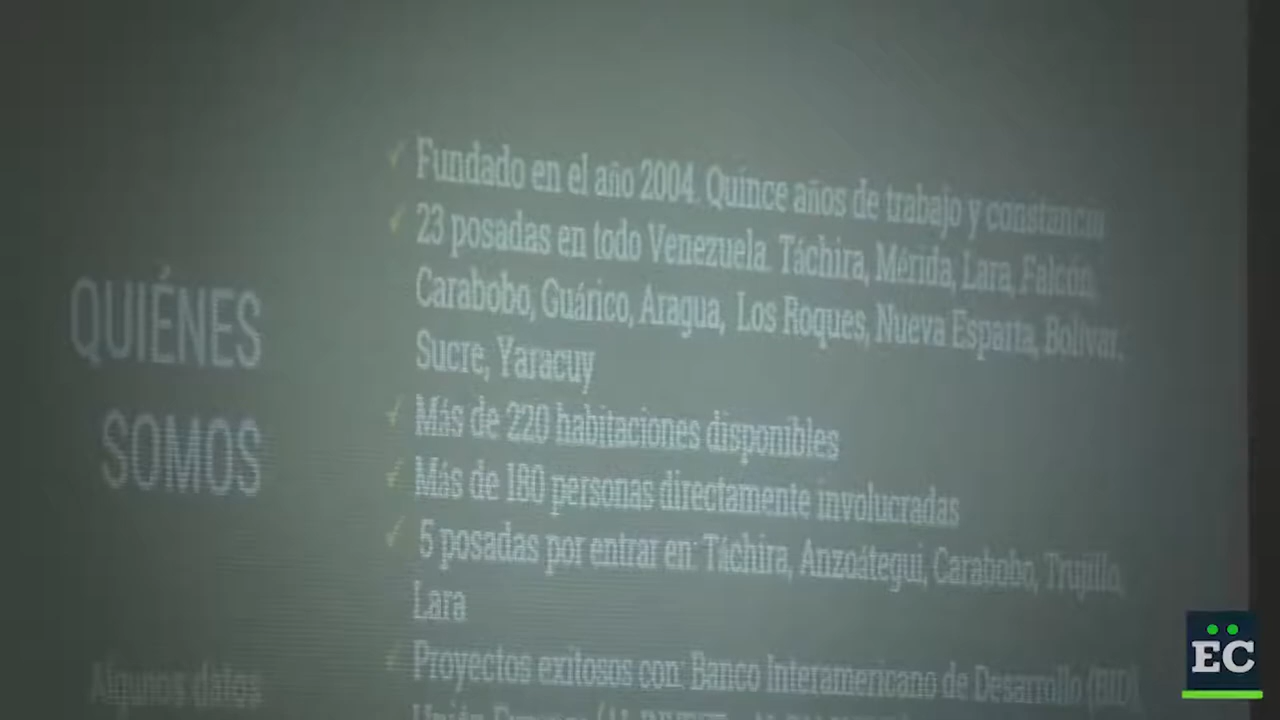 QUIÉNES
SOMOS
Algunos datos
Fundado en el año 2004. Quince años de trabajo y constancia
23 posadas en todo Venezuela. Táchira, Mérida, Lara, Falcón,
Carabobo, Guárico, Aragua, Los Roques, Nueva Esparta, Bolívar,
Sucre, Yaracuy
Más de 220 habitaciones disponibles
Más de 180 personas directamente involucradas
5 posadas por entrar en: Táchira, Anzoátegui, Carabobo, Trujillo,
Lara
Proyectos exitosos con: Banco Interamericano de Desarrollo (BID),
EC